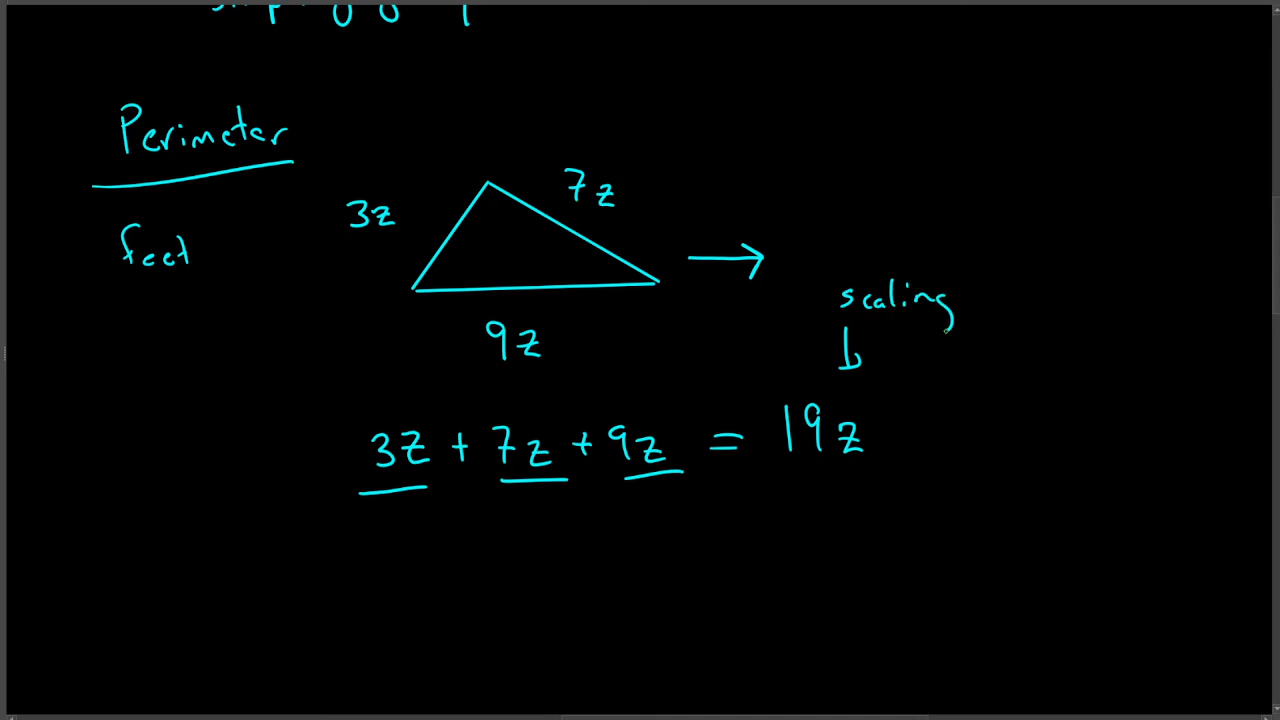 Perimeter
feet
3z
7z
9z
scaling
3z + 7z + 9z = 19z